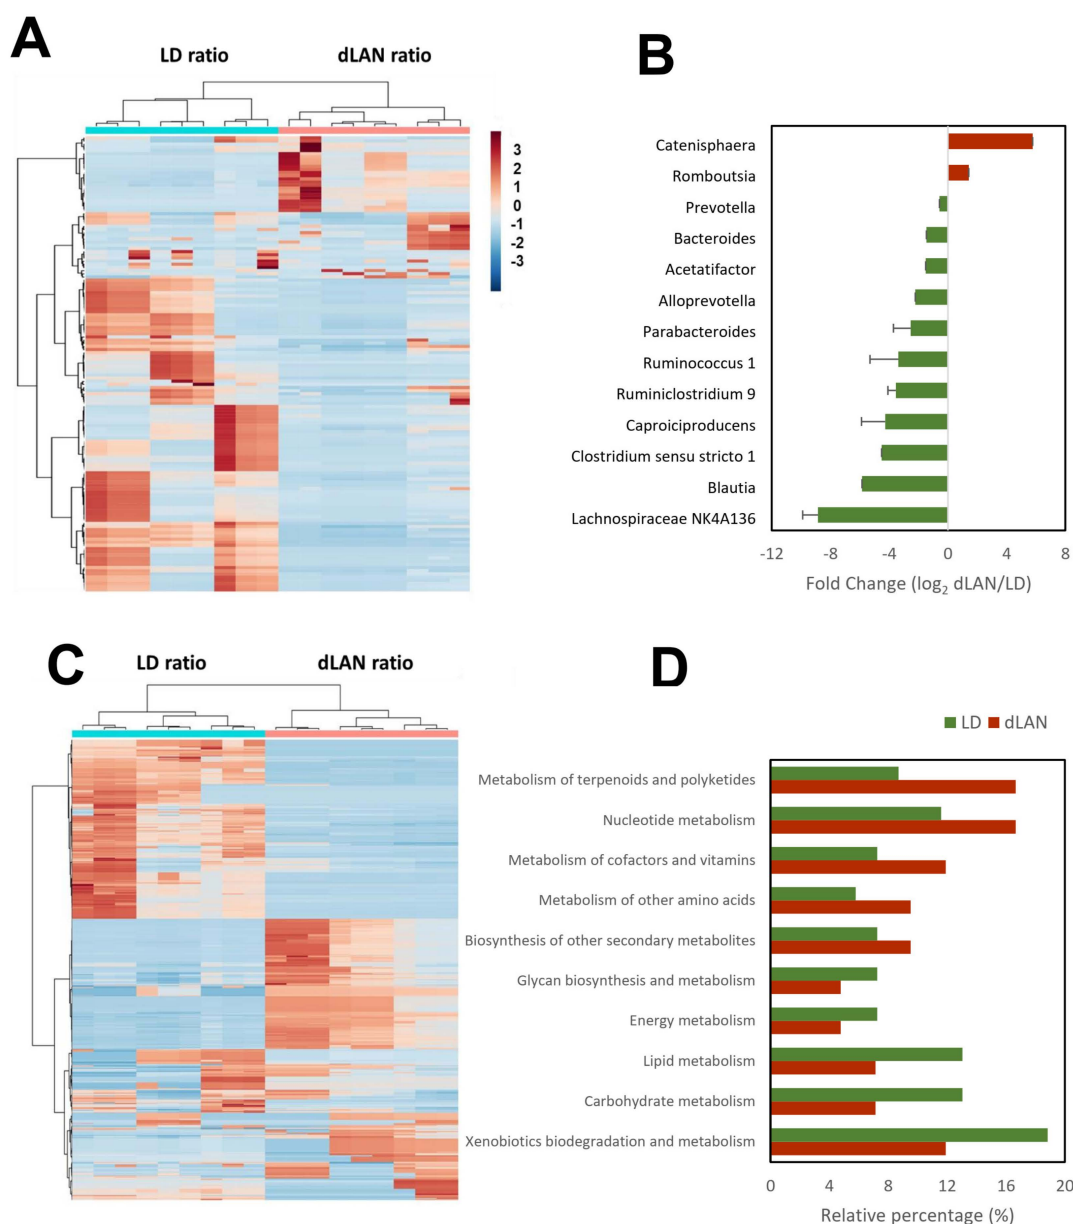 A
LD ratio
dLAN ratio
3
2
1
0
-1
-2
-3
B
Catenisphaera
Romboutsia
Prevotella
Bacteroides
Acetatifactor
Alloprevotella
Parabacteroides
Ruminococcus 1
Ruminiclostridium 9
Caproiciproducens
Clostridium sensu stricto 1
Blautia
Lachnospiraceae NK4A136
-12 -8 -4 0 4 8
Fold Change (log₂ dLAN/LD)
C
LD ratio
dLAN ratio
D
LD dLAN
Metabolism of terpenoids and polyketides
Nucleotide metabolism
Metabolism of cofactors and vitamins
Metabolism of other amino acids
Biosynthesis of other secondary metabolites
Glycan biosynthesis and metabolism
Energy metabolism
Lipid metabolism
Carbohydrate metabolism
Xenobiotics biodegradation and metabolism
0 4 8 12 16 20
Relative percentage (%)